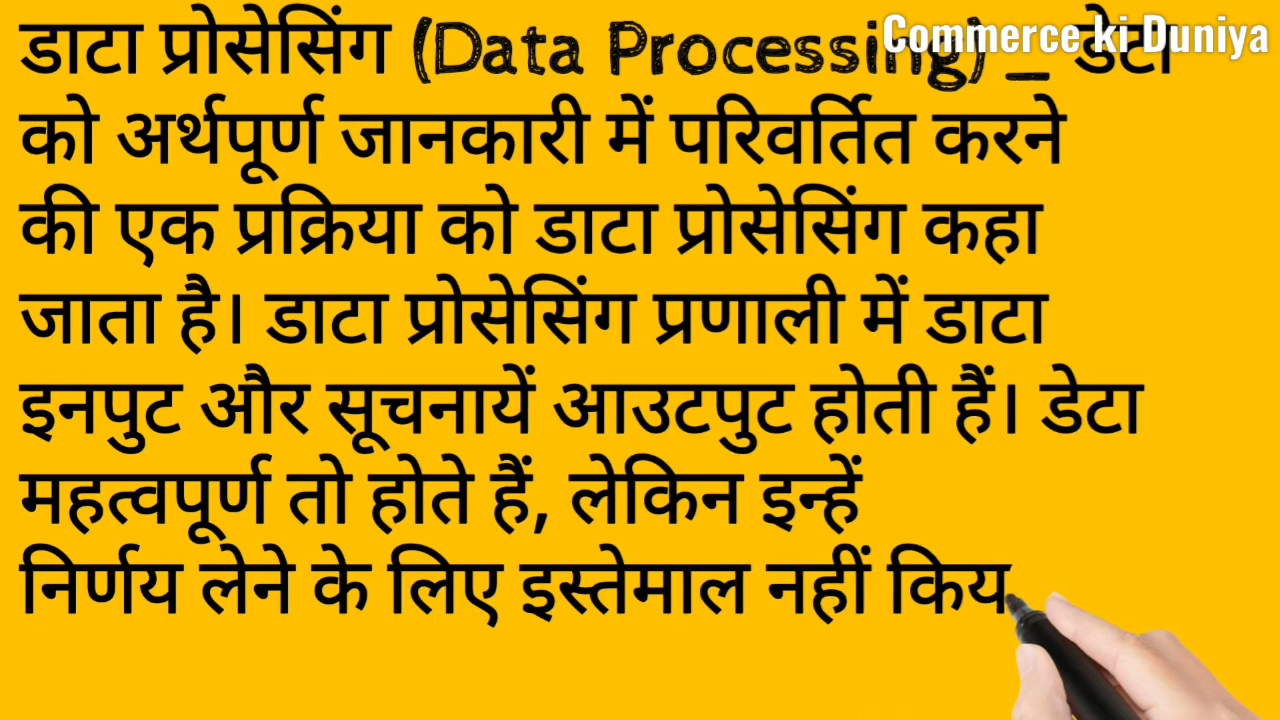 Commerce ki Duniya
डाटा प्रोसेसिंग (Data Processing) _ डेटा
को अर्थपूर्ण जानकारी में परिवर्तित करने
की एक प्रक्रिया को डाटा प्रोसेसिंग कहा
जाता है। डाटा प्रोसेसिंग प्रणाली में डाटा
इनपुट और सूचनायें आउटपुट होती हैं। डेटा
महत्वपूर्ण तो होते हैं, लेकिन इन्हें
निर्णय लेने के लिए इस्तेमाल नहीं किय